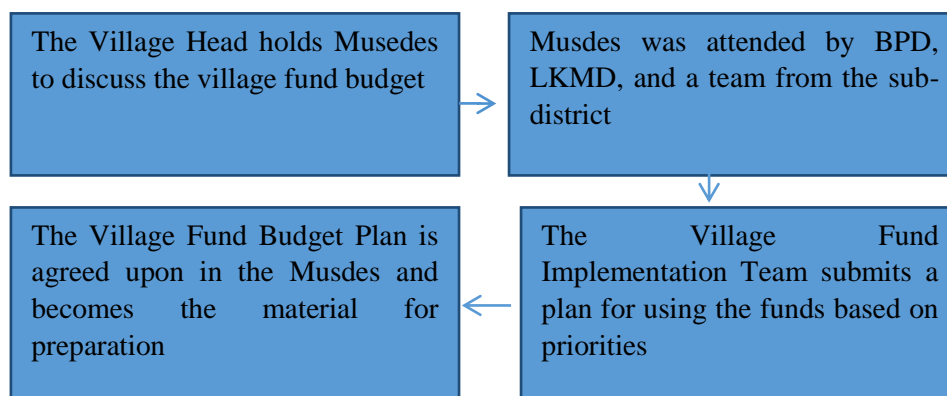 The Village Head holds Musedes
to discuss the village fund budget
Musdes was attended by BPD,
LKMD, and a team from the sub-
district
The Village Fund
Implementation Team submits a
plan for using the funds based on
priorities
The Village Fund Budget Plan is
agreed upon in the Musdes and
becomes the material for
preparation